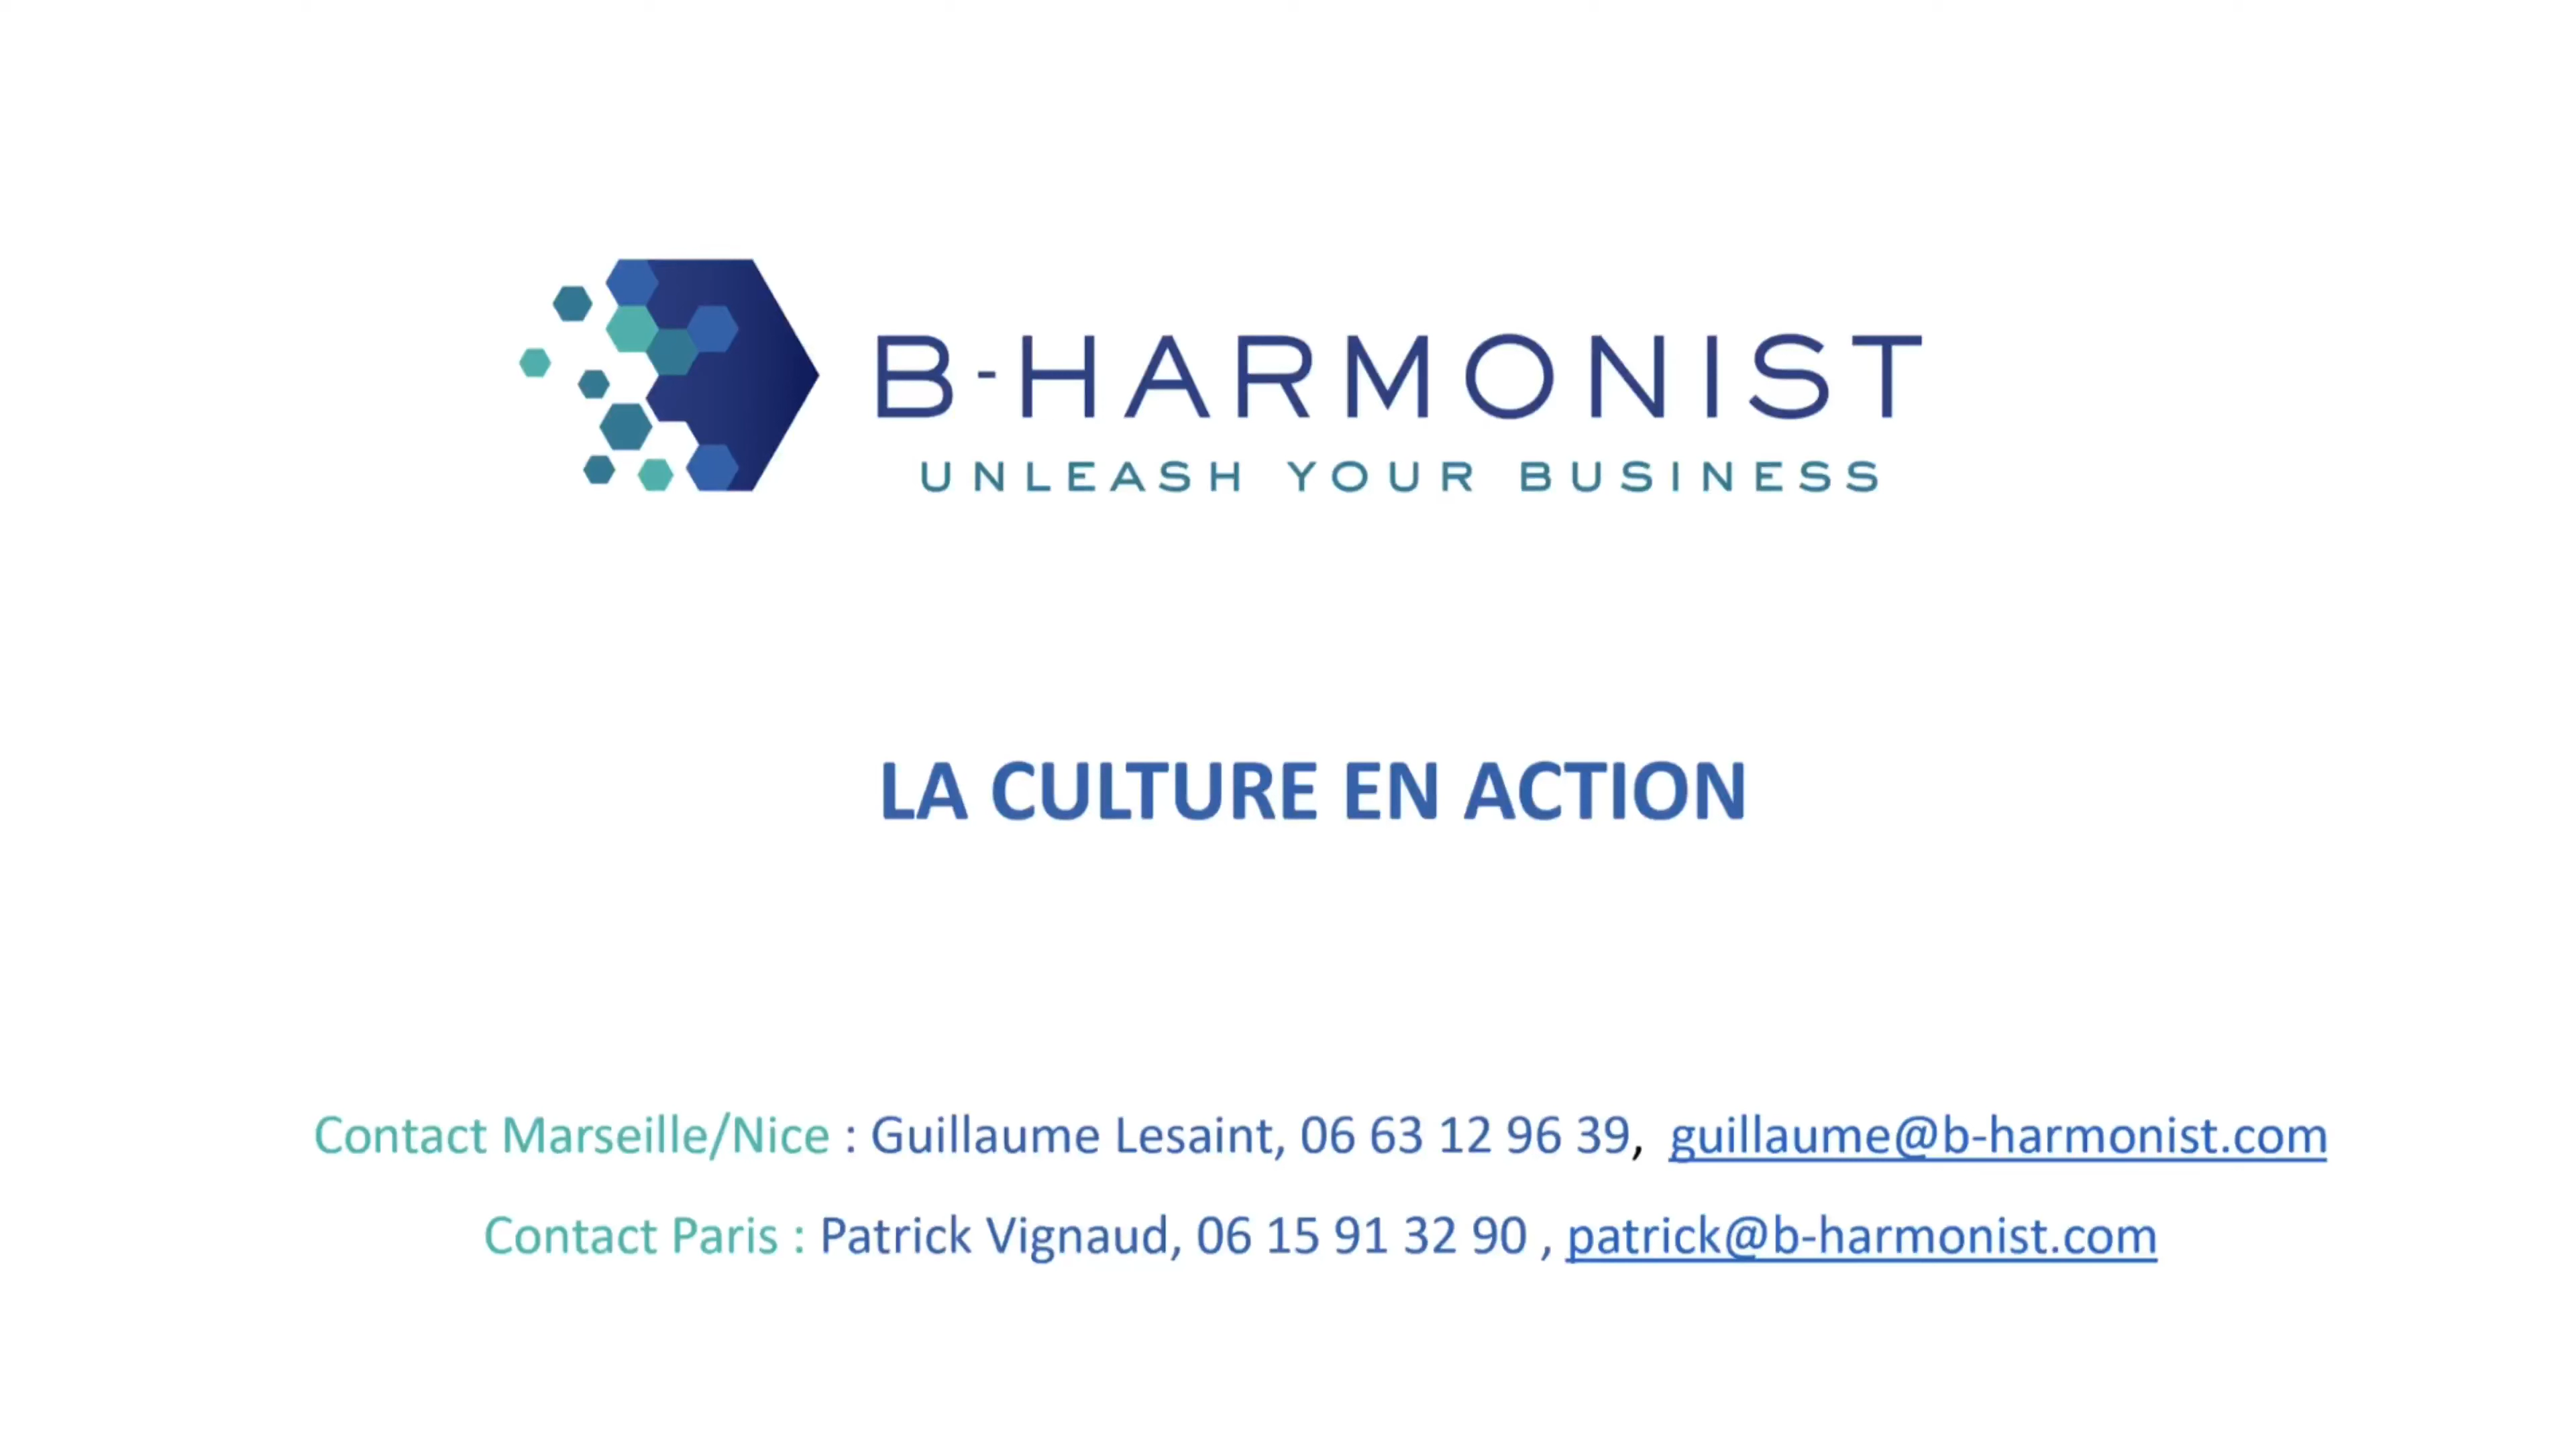 B-HARMONIST
UNLEASH YOUR BUSINESS
LA CULTURE EN ACTION
Contact Marseille/Nice : Guillaume Lesaint, 06 63 12 96 39, guillaume@b-harmonist.com
Contact Paris : Patrick Vignaud, 06 15 91 32 90 , patrick@b-harmonist.com